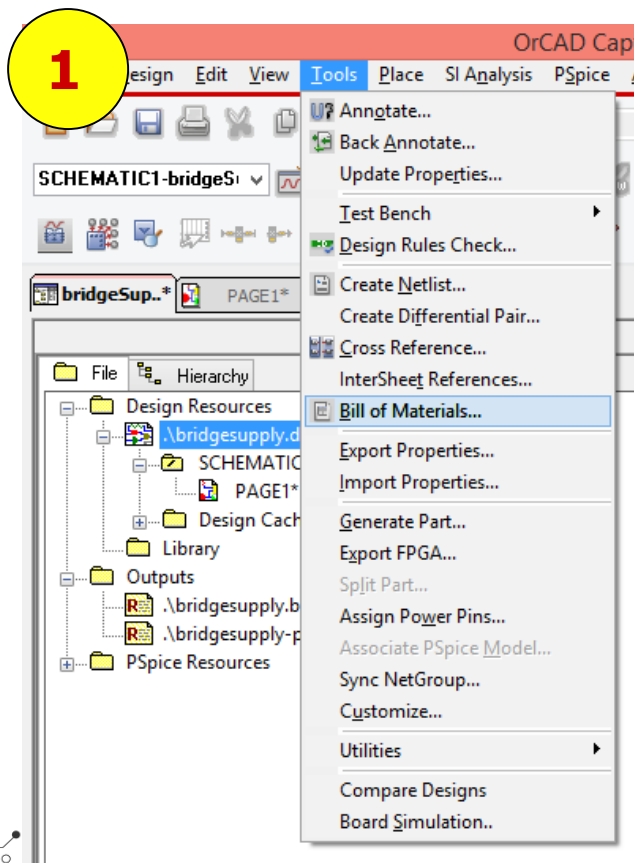 1
OrCAD Cap
esign Edit View Tools Place SI Analysis PSpice
Annotate...
Back Annotate...
SCHEMATIC1-bridgeS
Update Properties...
Test Bench
Design Rules Check...
bridgeSup..* PAGE1*
Create Netlist...
Create Differential Pair...
Cross Reference...
File Hierarchy
InterSheet References...
Design Resources
Bill of Materials...
.\bridgesupply.d
Export Properties...
SCHEMATIC
Import Properties...
PAGE1*
Design Cach
Generate Part...
Library
Export FPGA...
Outputs
Split Part...
.\bridgesupply.b
Assign Power Pins...
.\bridgesupply-p
Associate PSpice Model...
PSpice Resources
Sync NetGroup...
Customize...
Utilities
Compare Designs
Board Simulation..